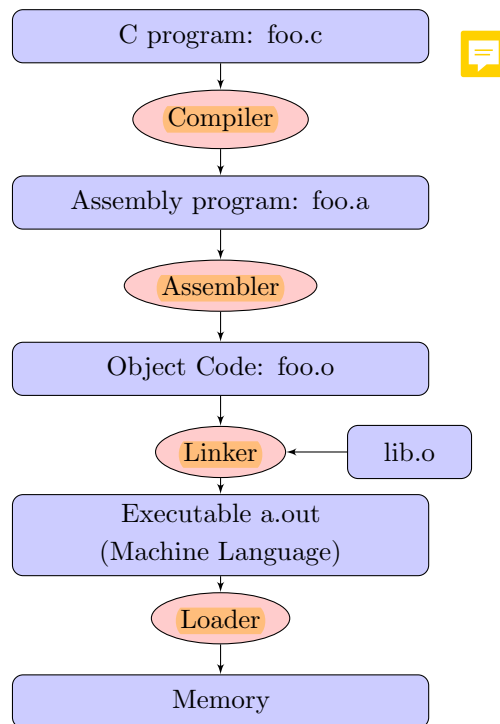 C program: foo.c
Compiler
Assembly program: foo.a
Assembler
Object Code: foo.o
Linker
lib.o
Executable a.out
(Machine Language)
Loader
Memory